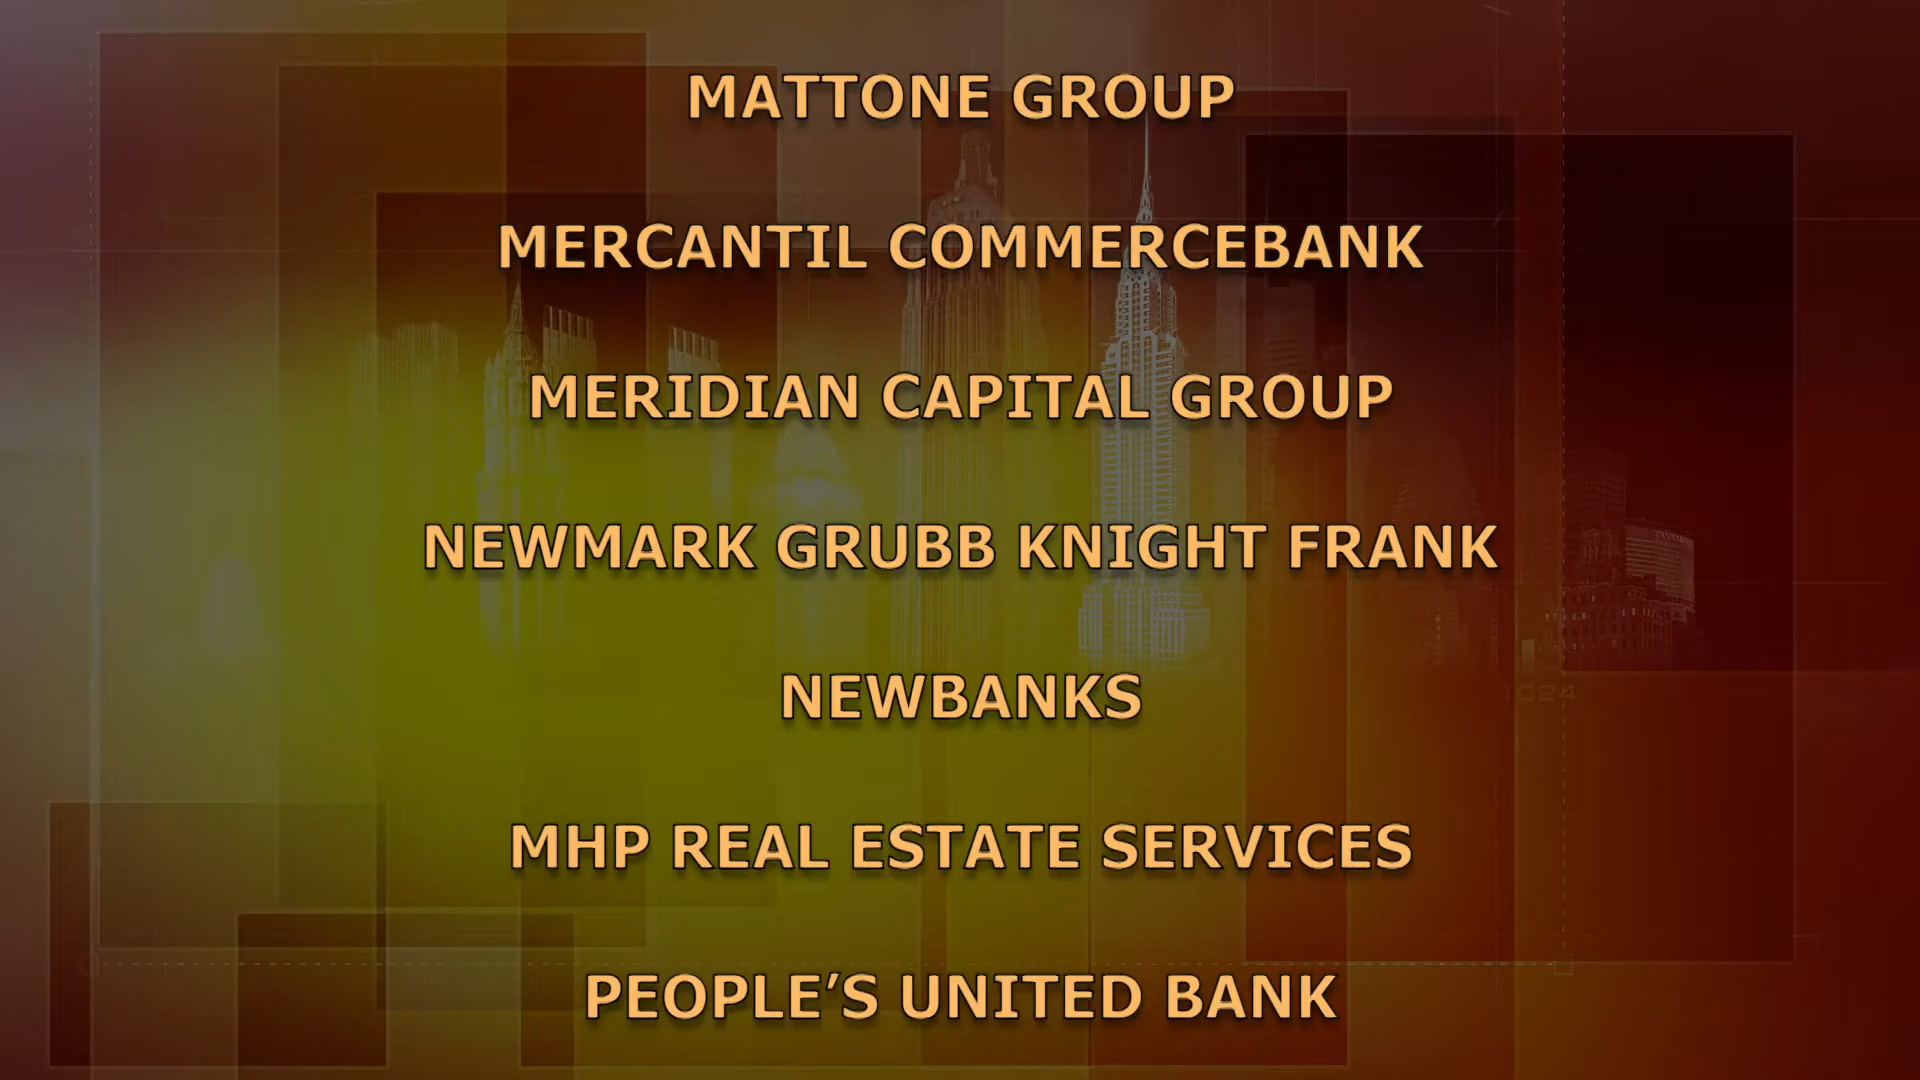 MATTONE GROUP
MERCANTIL COMMERCEBANK
MERIDIAN CAPITAL GROUP
NEWMARK GRUBB KNIGHT FRANK
NEWBANKS
1024
MHP REAL ESTATE SERVICES
PEOPLE’S UNITED BANK